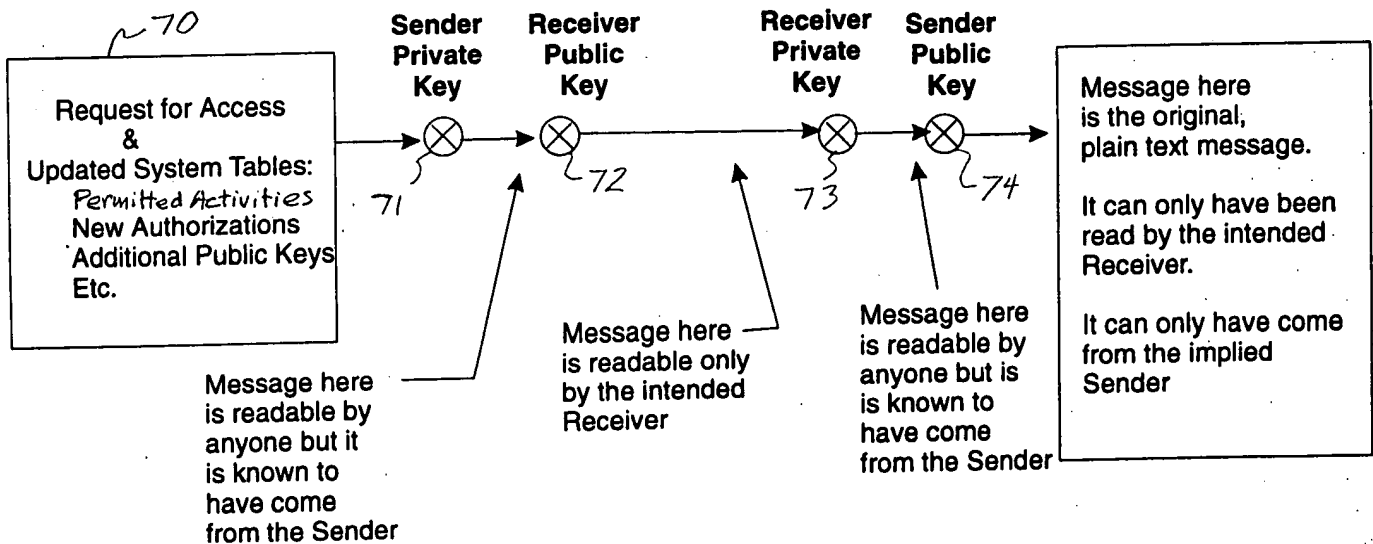 70
Request for Access
&
Updated System Tables:
Permitted Activities
New Authorizations
Additional Public Keys
Etc.
Sender
Private
Key
Receiver
Public
Key
Receiver
Private
Key
Sender
Public
Key
71
72
73
74
Message here
is readable by
anyone but it
is known to
have come
from the Sender
Message here
is readable only
by the intended
Receiver
Message here
is readable by
anyone but is
is known to
have come
from the Sender
Message here
is the original,
plain text message.
It can only have been
read by the intended
Receiver.
It can only have come
from the implied
Sender